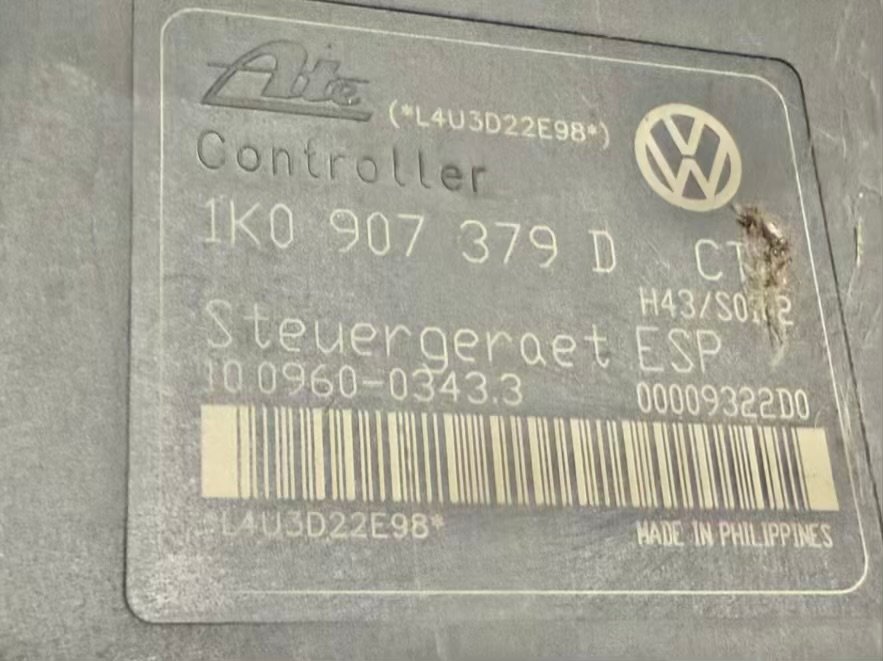 Ate (*L4U3D22E98*)
Controller
1K0 907 379 D
Steuergeraet ESP
10.0960-0343.3 00009322D0
L4U3D22E98*
MADE IN PHILIPPINES